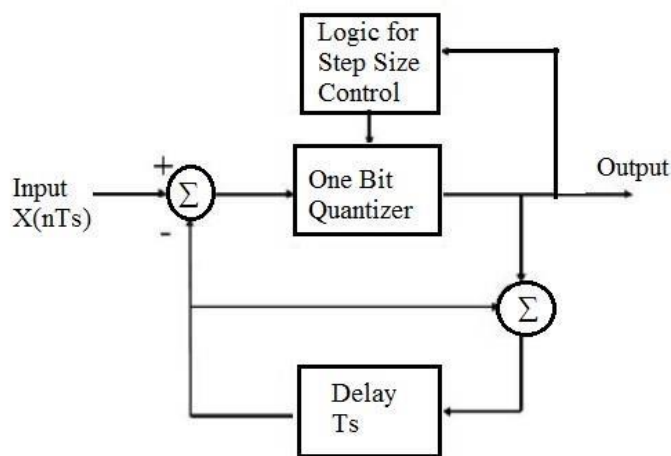 Logic for
Step Size
Control
+
Σ
Input
X(nTs)
-
One Bit
Quantizer
Output
Σ
Delay
Ts